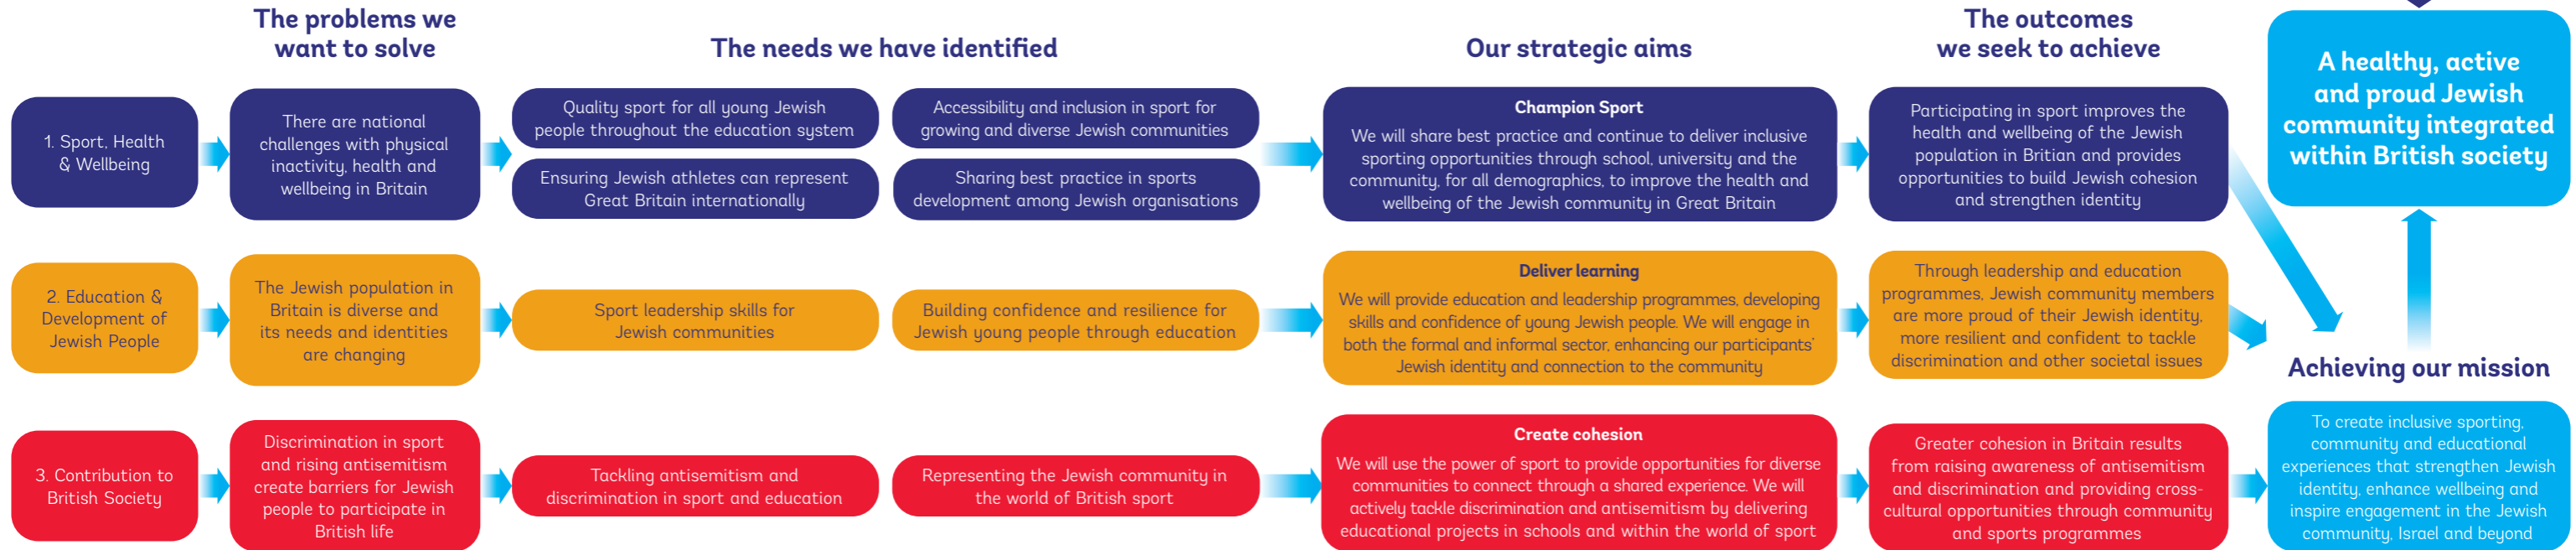 The problems we
want to solve
The needs we have identified
Our strategic aims
The outcomes
we seek to achieve
1. Sport, Health
& Wellbeing
There are national
challenges with physical
inactivity, health and
wellbeing in Britain
Quality sport for all young Jewish
people throughout the education system
Accessibility and inclusion in sport for
growing and diverse Jewish communities
Ensuring Jewish athletes can represent
Great Britain internationally
Sharing best practice in sports
development among Jewish organisations
Champion Sport
We will share best practice and continue to deliver inclusive
sporting opportunities through school, university and the
community, for all demographics, to improve the health and
wellbeing of the Jewish community in Great Britain
Participating in sport improves the
health and wellbeing of the Jewish
population in Britian and provides
opportunities to build Jewish cohesion
and strengthen identity
A healthy, active
and proud Jewish
community integrated
within British society
2. Education &
Development of
Jewish People
The Jewish population in
Britain is diverse and
its needs and identities
are changing
Sport leadership skills for
Jewish communities
Building confidence and resilience for
Jewish young people through education
Deliver learning
We will provide education and leadership programmes, developing
skills and confidence of young Jewish people. We will engage in
both the formal and informal sector, enhancing our participants'
Jewish identity and connection to the community
Through leadership and education
programmes, Jewish community members
are more proud of their Jewish identity,
more resilient and confident to tackle
discrimination and other societal issues
Achieving our mission
3. Contribution to
British Society
Discrimination in sport
and rising antisemitism
create barriers for Jewish
people to participate in
British life
Tackling antisemitism and
discrimination in sport and education
Representing the Jewish community in
the world of British sport
Create cohesion
We will use the power of sport to provide opportunities for diverse
communities to connect through a shared experience. We will
actively tackle discrimination and antisemitism by delivering
educational projects in schools and within the world of sport
Greater cohesion in Britain results
from raising awareness of antisemitism
and discrimination and providing cross-
cultural opportunities through community
and sports programmes
To create inclusive sporting,
community and educational
experiences that strengthen Jewish
identity, enhance wellbeing and
inspire engagement in the Jewish
community, Israel and beyond